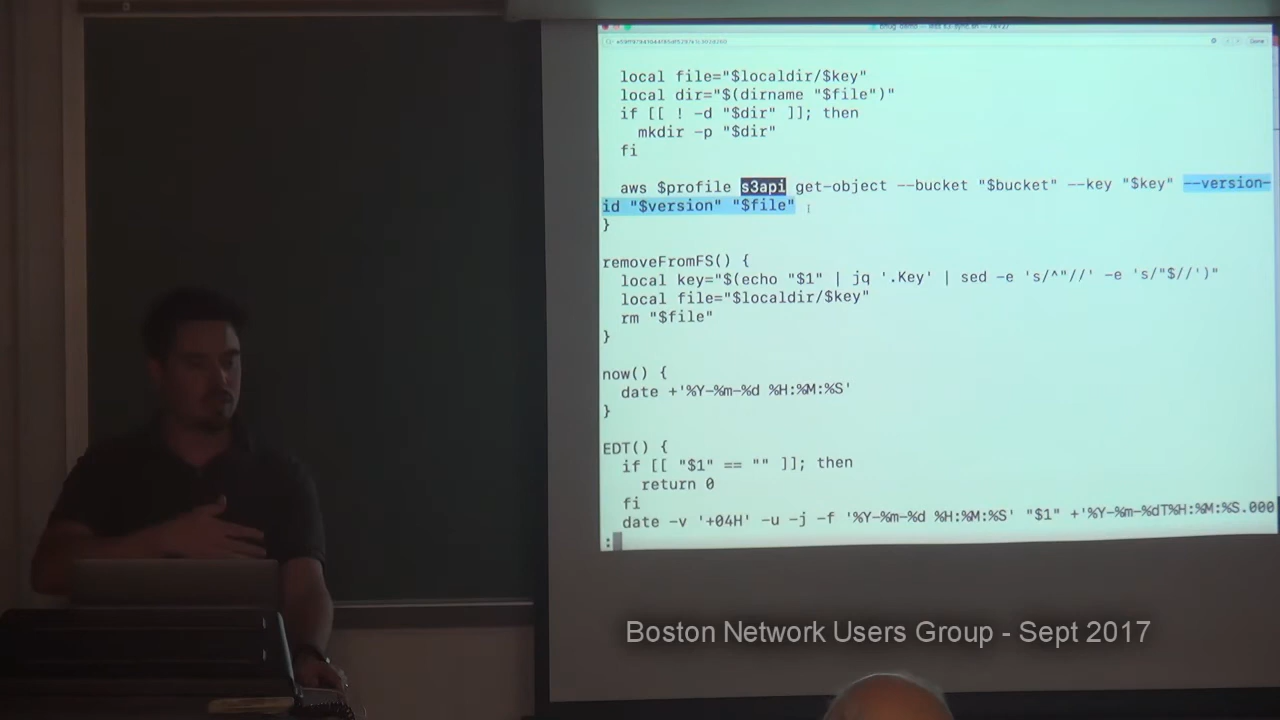 local file="$localdir/$key"
local dir="$(dirname "$file")"
if [[ ! -d "$dir" ]]; then
mkdir -p "$dir"
fi
aws $profile s3api get-object --bucket "$bucket" --key "$key" --version-
id "$version" "$file"
}
removeFromFS() {
local key="$(echo "$1" | jq '.Key' | sed -e 's/^"//' -e 's/"$//')"
local file="$localdir/$key"
rm "$file"
}
now() {
date +'%Y-%m-%d %H:%M:%S'
}
EDT() {
if [[ "$1" == "" ]]; then
return 0
fi
date -v '+04H' -u -j -f '%Y-%m-%d %H:%M:%S' "$1" +'%Y-%m-%dT%H:%M:%S.000
:
Boston Network Users Group - Sept 2017